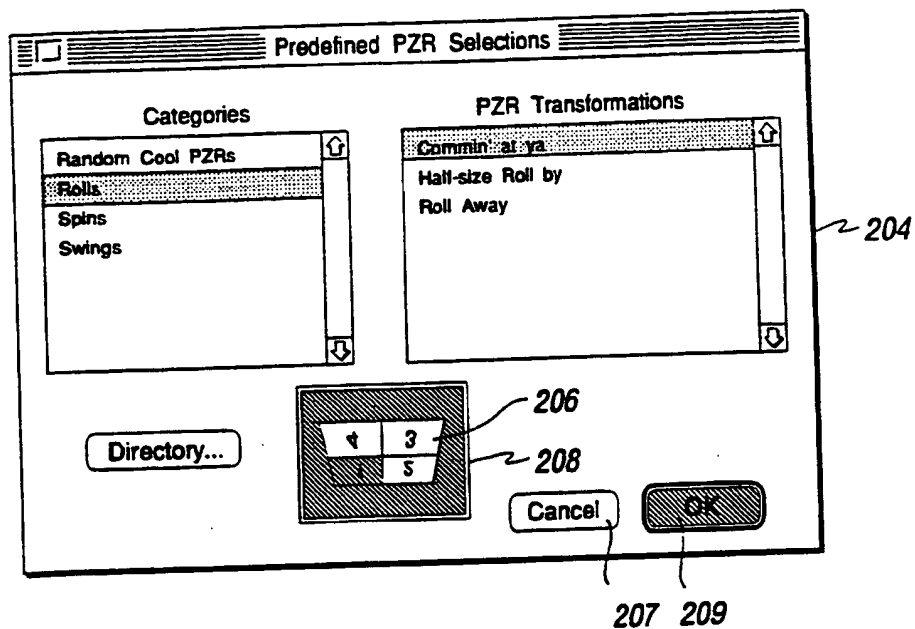 Predefined PZR Selections
Categories
PZR Transformations
Random Cool PZRs
Rolls
Spins
Swings
Commin' at ya
Half-size Roll by
Roll Away
204
Directory...
4 3
1 2
206
208
Cancel
OK
207 209